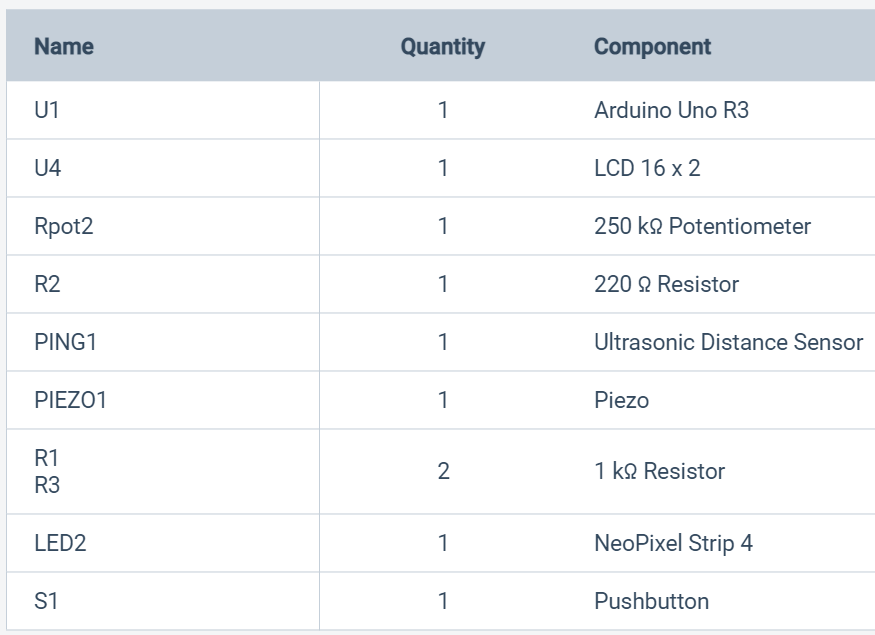 Name Quantity Component
U1 1 Arduino Uno R3
U4 1 LCD 16 x 2
Rpot2 1 250 kΩ Potentiometer
R2 1 220 Ω Resistor
PING1 1 Ultrasonic Distance Sensor
PIEZO1 1 Piezo
R1
R3 2 1 kΩ Resistor
LED2 1 NeoPixel Strip 4
S1 1 Pushbutton